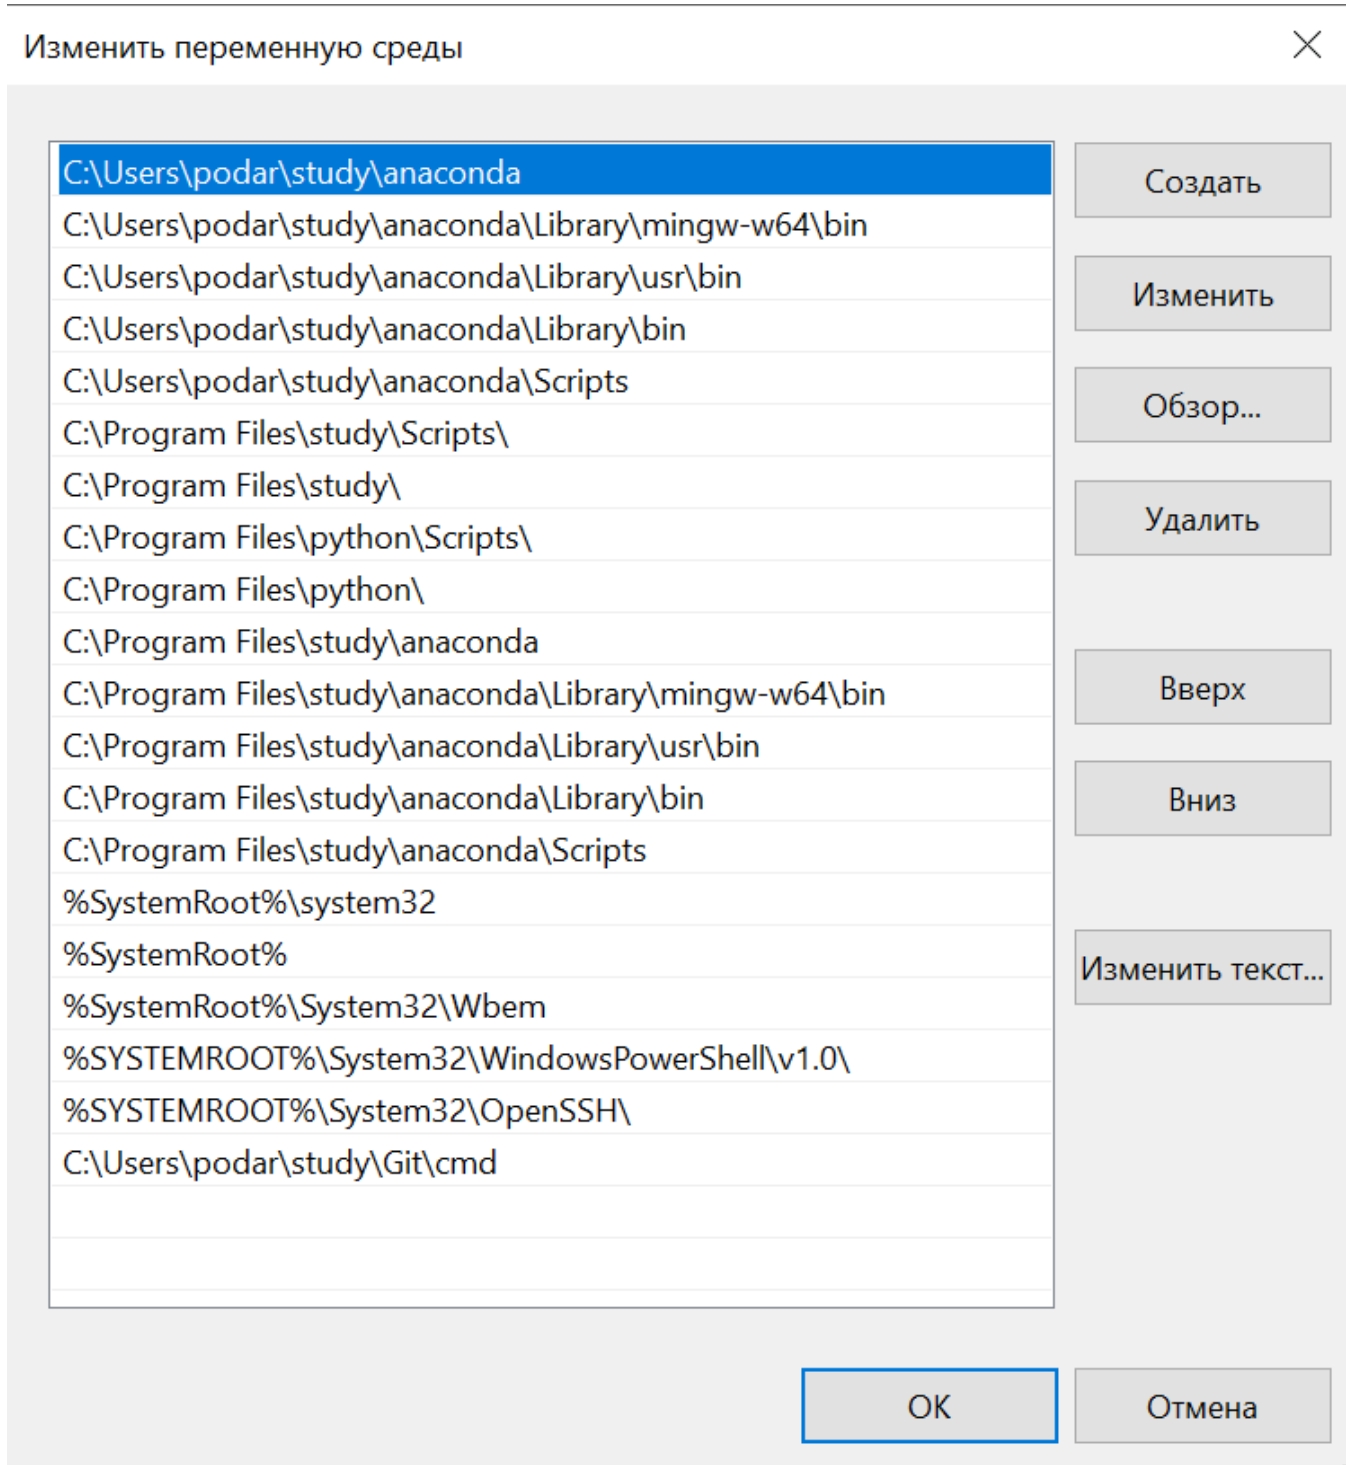 Изменить переменную среды
C:\Users\podar\study\anaconda
C:\Users\podar\study\anaconda\Library\mingw-w64\bin
C:\Users\podar\study\anaconda\Library\usr\bin
C:\Users\podar\study\anaconda\Library\bin
C:\Users\podar\study\anaconda\Scripts
C:\Program Files\study\Scripts\
C:\Program Files\study\
C:\Program Files\python\Scripts\
C:\Program Files\python\
C:\Program Files\study\anaconda
C:\Program Files\study\anaconda\Library\mingw-w64\bin
C:\Program Files\study\anaconda\Library\usr\bin
C:\Program Files\study\anaconda\Library\bin
C:\Program Files\study\anaconda\Scripts
%SystemRoot%\system32
%SystemRoot%
%SystemRoot%\System32\Wbem
%SYSTEMROOT%\System32\WindowsPowerShell\v1.0\
%SYSTEMROOT%\System32\OpenSSH\
C:\Users\podar\study\Git\cmd
Создать
Изменить
Обзор...
Удалить
Вверх
Вниз
Изменить текст...
ОК
Отмена